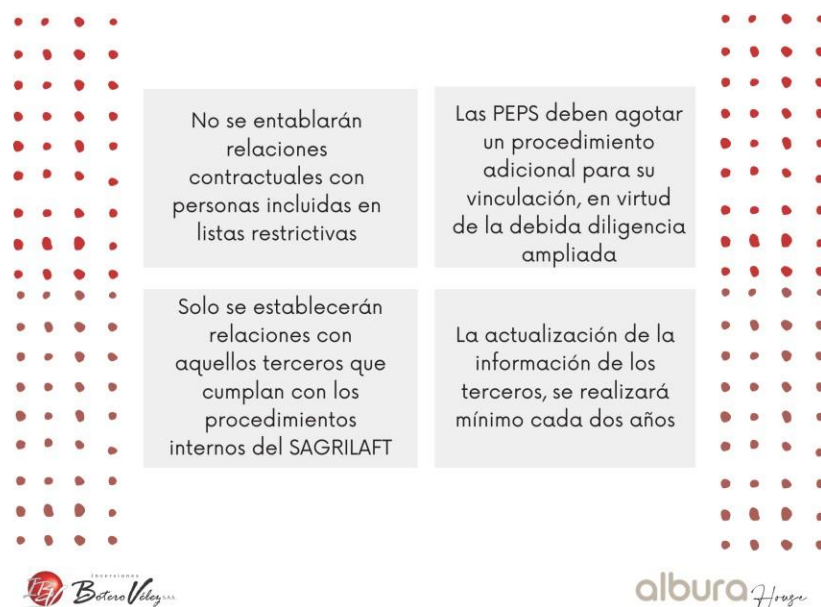 No se entablarán
relaciones
contractuales con
personas incluidas en
listas restrictivas
Las PEPS deben agotar
un procedimiento
adicional para su
vinculación, en virtud
de la debida diligencia
ampliada
Solo se establecerán
relaciones con
aquellos terceros que
cumplan con los
procedimientos
internos del SAGRILAFT
La actualización de la
información de los
terceros, se realizará
mínimo cada dos años
IBV
Inversiones
Botero Vélez S.A.S.
albura House